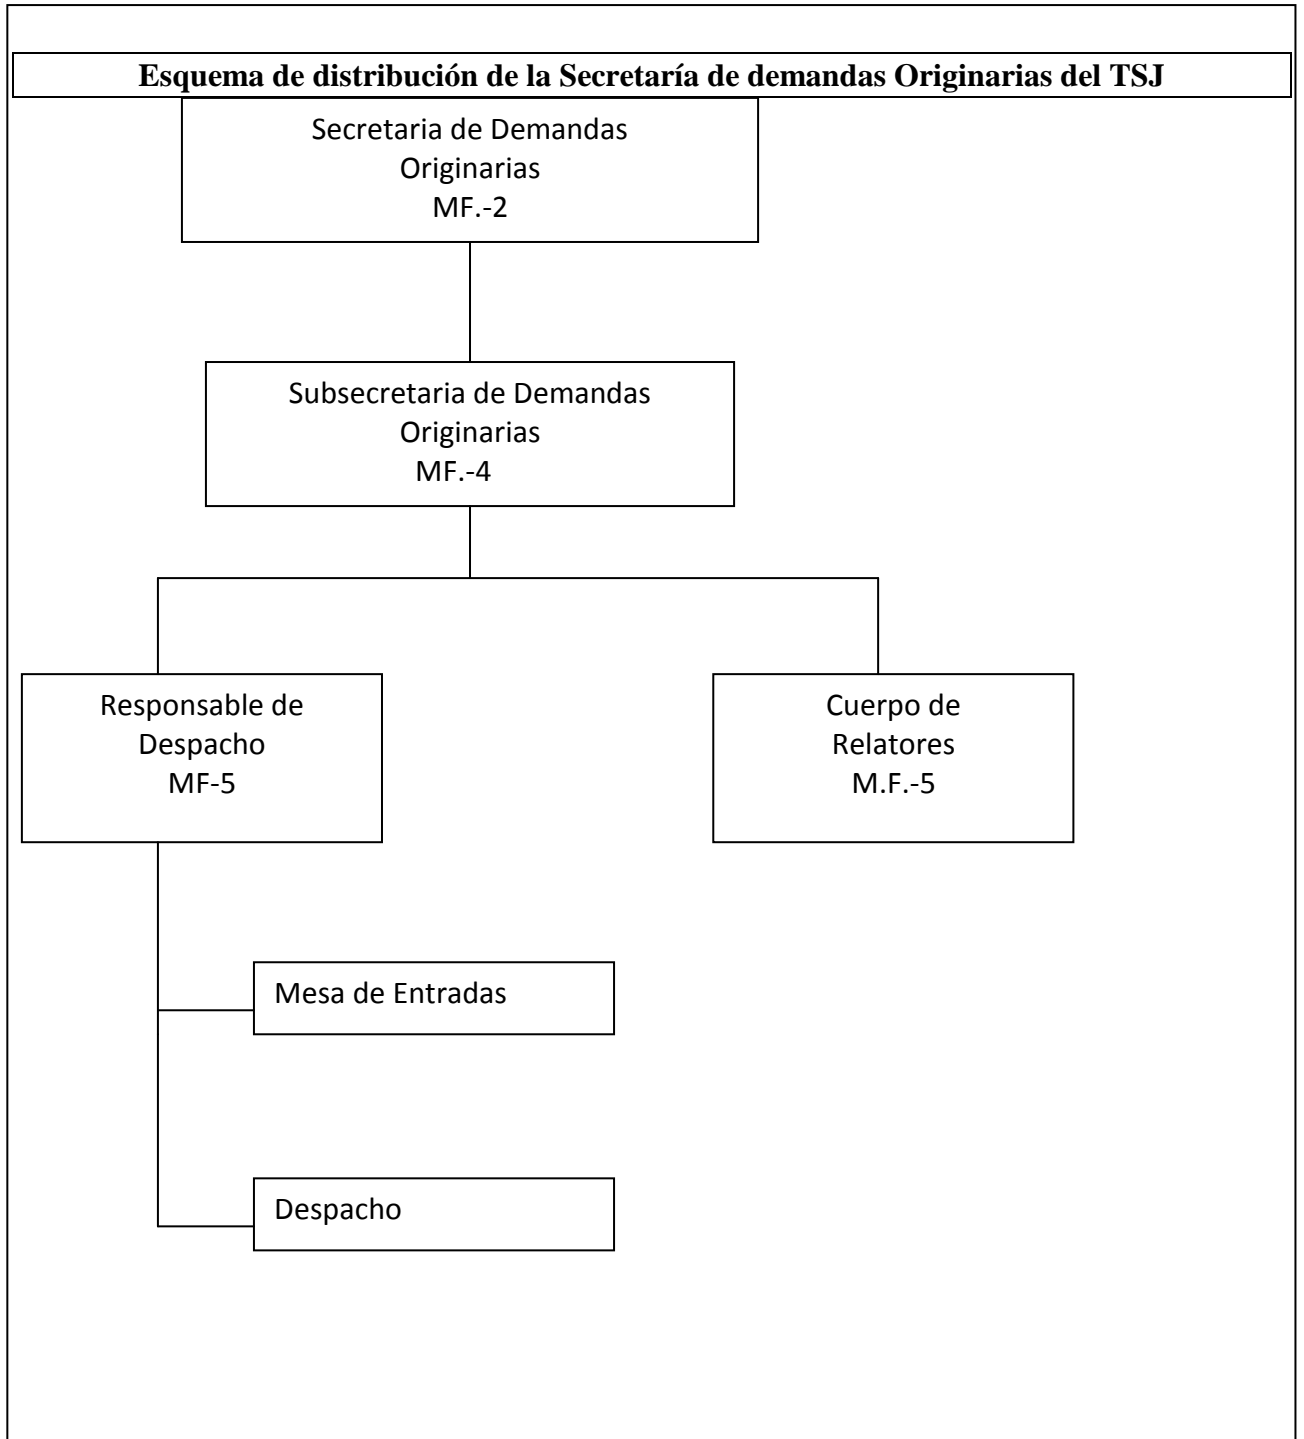 Esquema de distribución de la Secretaría de demandas Originarias del TSJ
Secretaria de Demandas
Originarias
MF.-2
Subsecretaria de Demandas
Originarias
MF.-4
Responsable de
Despacho
MF-5
Cuerpo de
Relatores
M.F.-5
Mesa de Entradas
Despacho